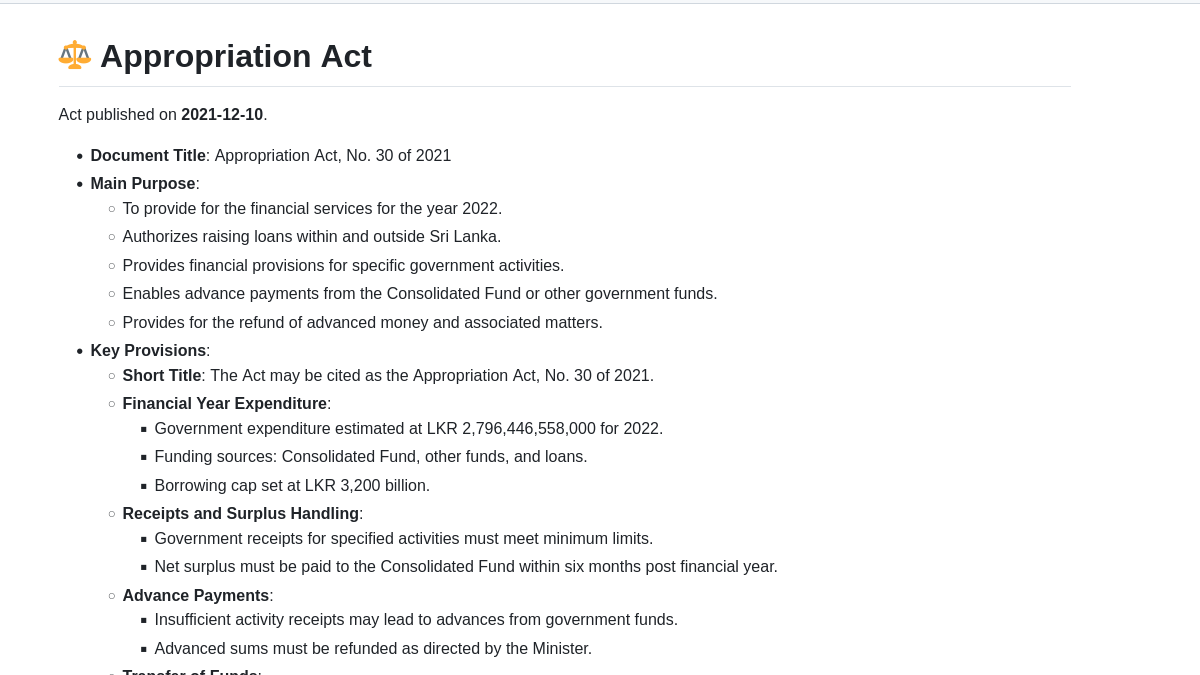 Appropriation Act
Act published on 2021-12-10.
Document Title: Appropriation Act, No. 30 of 2021
Main Purpose:
To provide for the financial services for the year 2022.
Authorizes raising loans within and outside Sri Lanka.
Provides financial provisions for specific government activities.
Enables advance payments from the Consolidated Fund or other government funds.
Provides for the refund of advanced money and associated matters.
Key Provisions:
Short Title: The Act may be cited as the Appropriation Act, No. 30 of 2021.
Financial Year Expenditure:
Government expenditure estimated at LKR 2,796,446,558,000 for 2022.
Funding sources: Consolidated Fund, other funds, and loans.
Borrowing cap set at LKR 3,200 billion.
Receipts and Surplus Handling:
Government receipts for specified activities must meet minimum limits.
Net surplus must be paid to the Consolidated Fund within six months post financial year.
Advance Payments:
Insufficient activity receipts may lead to advances from government funds.
Advanced sums must be refunded as directed by the Minister.
Transfer of Funds: